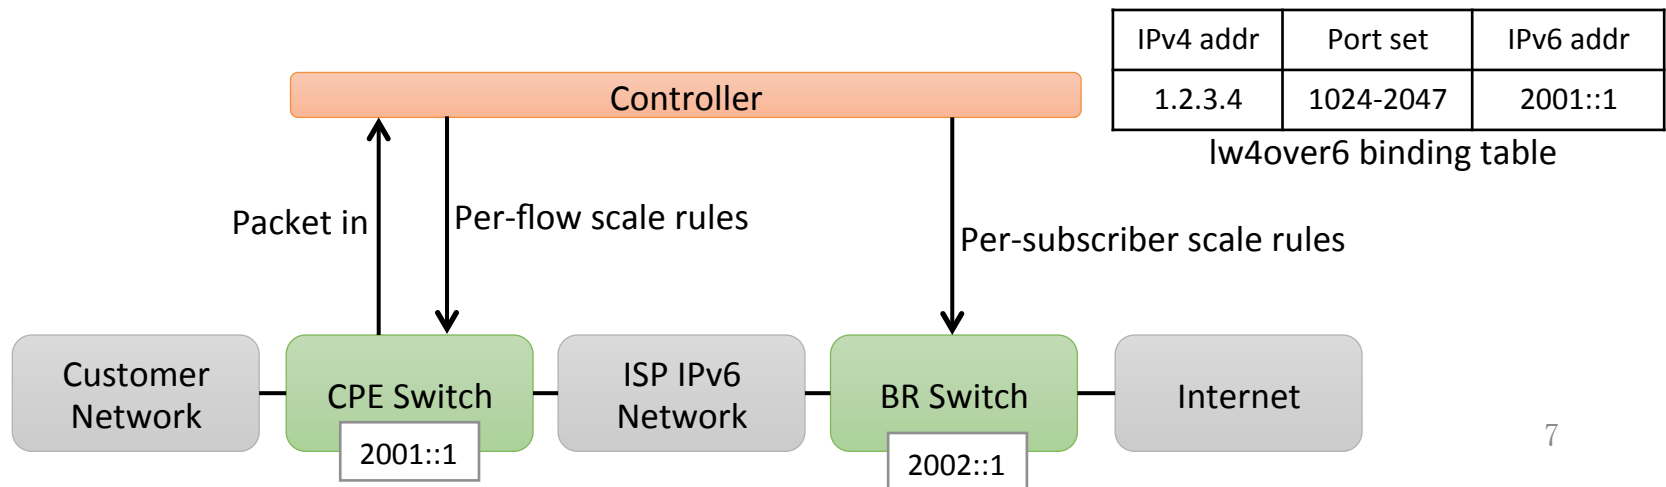 IPv4 addr Port set IPv6 addr
1.2.3.4 1024-2047 2001::1
lw4over6 binding table
Controller
Packet in
Per-flow scale rules
Per-subscriber scale rules
Customer
Network
CPE Switch
2001::1
ISP IPv6
Network
BR Switch
2002::1
Internet
7